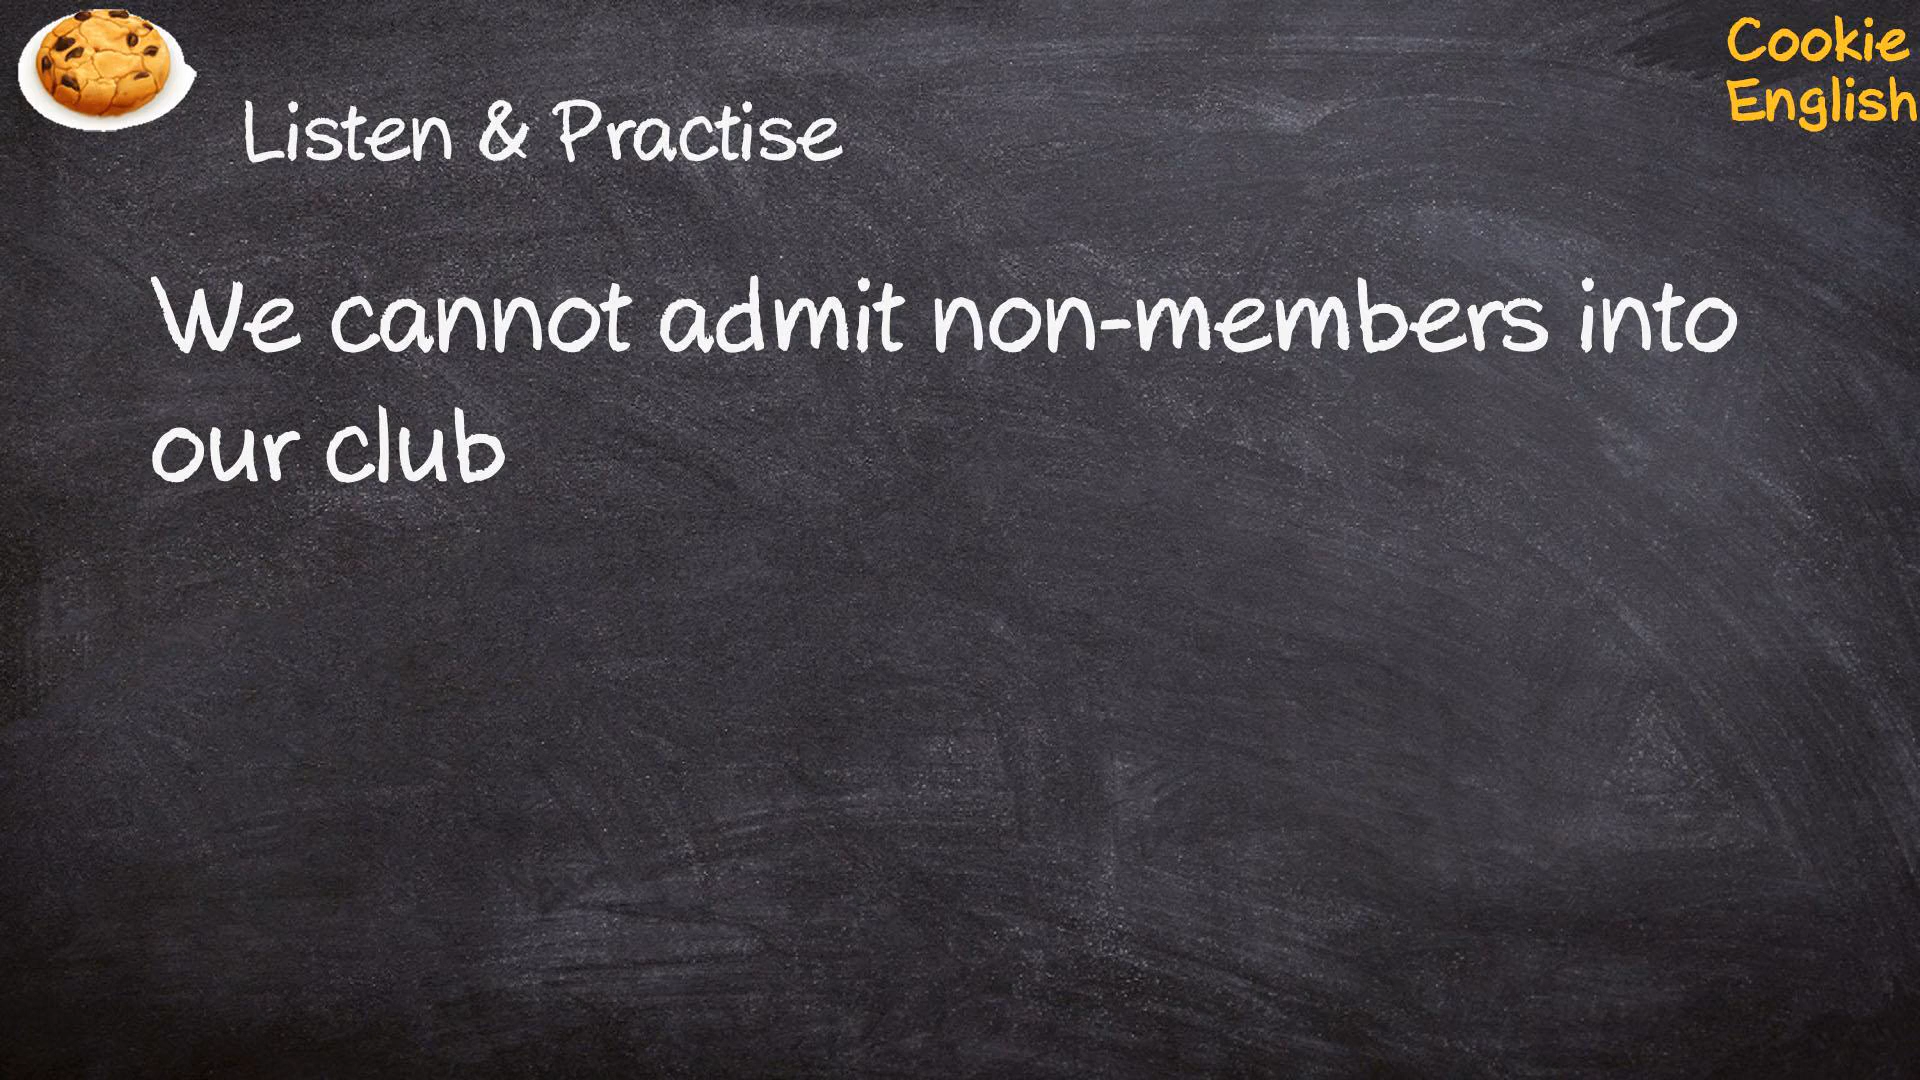 Cookie
English
Listen & Practise
We cannot admit non-members into
our club